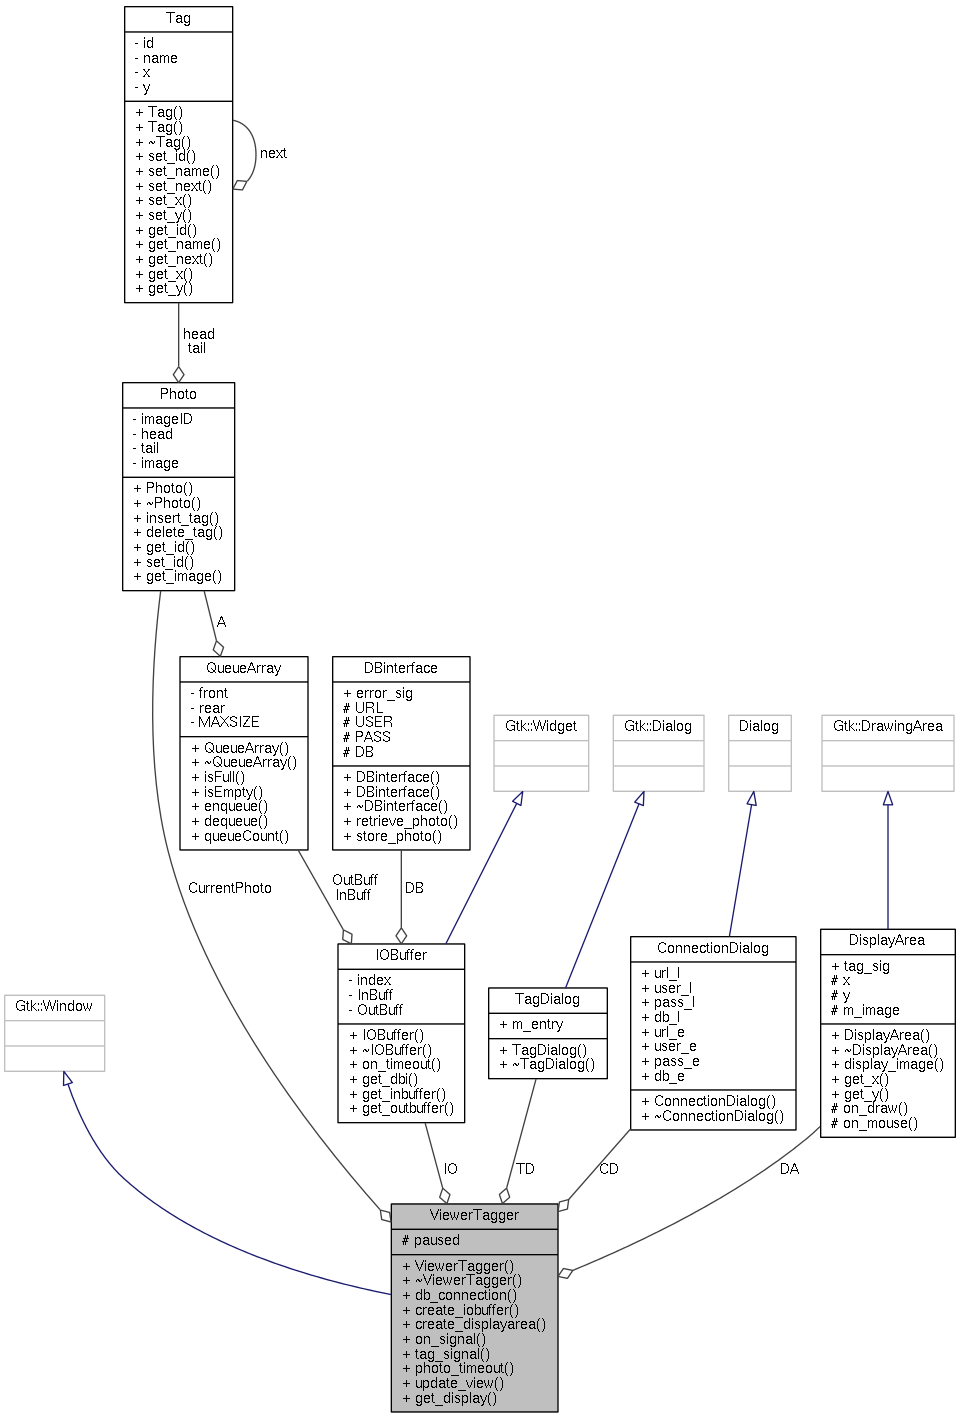 Tag
- id
- name
- x
- y
+ Tag()
+ Tag()
+ ~Tag()
+ set_id()
+ set_name()
+ set_next()
+ set_x()
+ set_y()
+ get_id()
+ get_name()
+ get_next()
+ get_x()
+ get_y()
next
head
tail
Photo
- imageID
- head
- tail
- image
+ Photo()
+ ~Photo()
+ insert_tag()
+ delete_tag()
+ get_id()
+ set_id()
+ get_image()
A
QueueArray
- front
- rear
- MAXSIZE
+ QueueArray()
+ ~QueueArray()
+ isFull()
+ isEmpty()
+ enqueue()
+ dequeue()
+ queueCount()
DBinterface
+ error_sig
# URL
# USER
# PASS
# DB
+ DBinterface()
+ DBinterface()
+ ~DBinterface()
+ retrieve_photo()
+ store_photo()
Gtk::Widget
Gtk::Dialog
Dialog
Gtk::DrawingArea
CurrentPhoto
OutBuff
InBuff
DB
Gtk::Window
IOBuffer
- index
- InBuff
- OutBuff
+ IOBuffer()
+ ~IOBuffer()
+ on_timeout()
+ get_dbi()
+ get_inbuffer()
+ get_outbuffer()
TagDialog
+ m_entry
+ TagDialog()
+ ~TagDialog()
ConnectionDialog
+ url_l
+ user_l
+ pass_l
+ db_l
+ url_e
+ user_e
+ pass_e
+ db_e
+ ConnectionDialog()
+ ~ConnectionDialog()
DisplayArea
+ tag_sig
# x
# y
# m_image
+ DisplayArea()
+ ~DisplayArea()
+ display_image()
+ get_x()
+ get_y()
# on_draw()
# on_mouse()
IO
TD
CD
DA
ViewerTagger
# paused
+ ViewerTagger()
+ ~ViewerTagger()
+ db_connection()
+ create_iobuffer()
+ create_displayarea()
+ on_signal()
+ tag_signal()
+ photo_timeout()
+ update_view()
+ get_display()